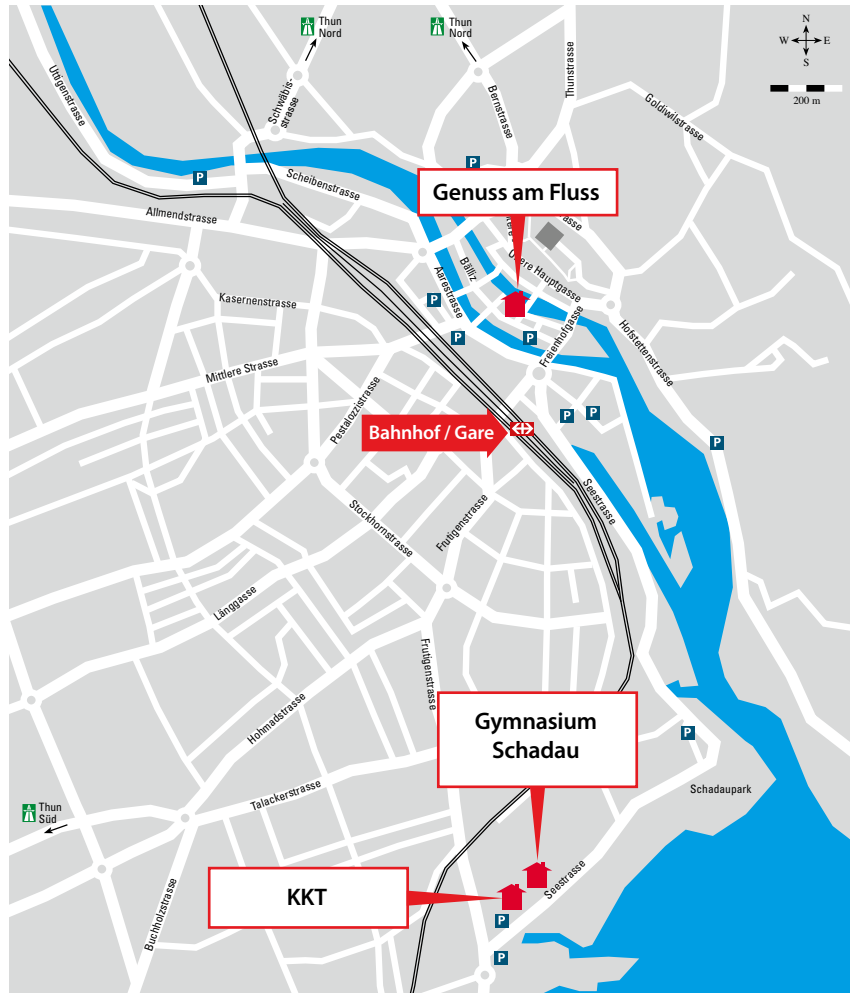 Thun
Nord
Thun
Nord
N
W
E
S
200 m
Uttigenstrasse
Schwäbis-
strasse
Bernstrasse
Thunstrasse
Goldiwilstrasse
P
P
Scheibenstrasse
Genuss am Fluss
Allmendstrasse
Bälliz
Obere Hauptgasse
Aarestrasse
Kasernenstrasse
P
P
P
Freienhofgasse
Hofstettenstrasse
Mittlere Strasse
Pestalozzistrasse
P
P
Bahnhof / Gare
P
Seestrasse
Stockhornstrasse
Frutigenstrasse
Länggasse
Frutigenstrasse
Hohmadstrasse
Gymnasium
Schadau
P
Talackerstrasse
Schadaupark
Thun
Süd
KKT
Seestrasse
Buchholzstrasse
P
P